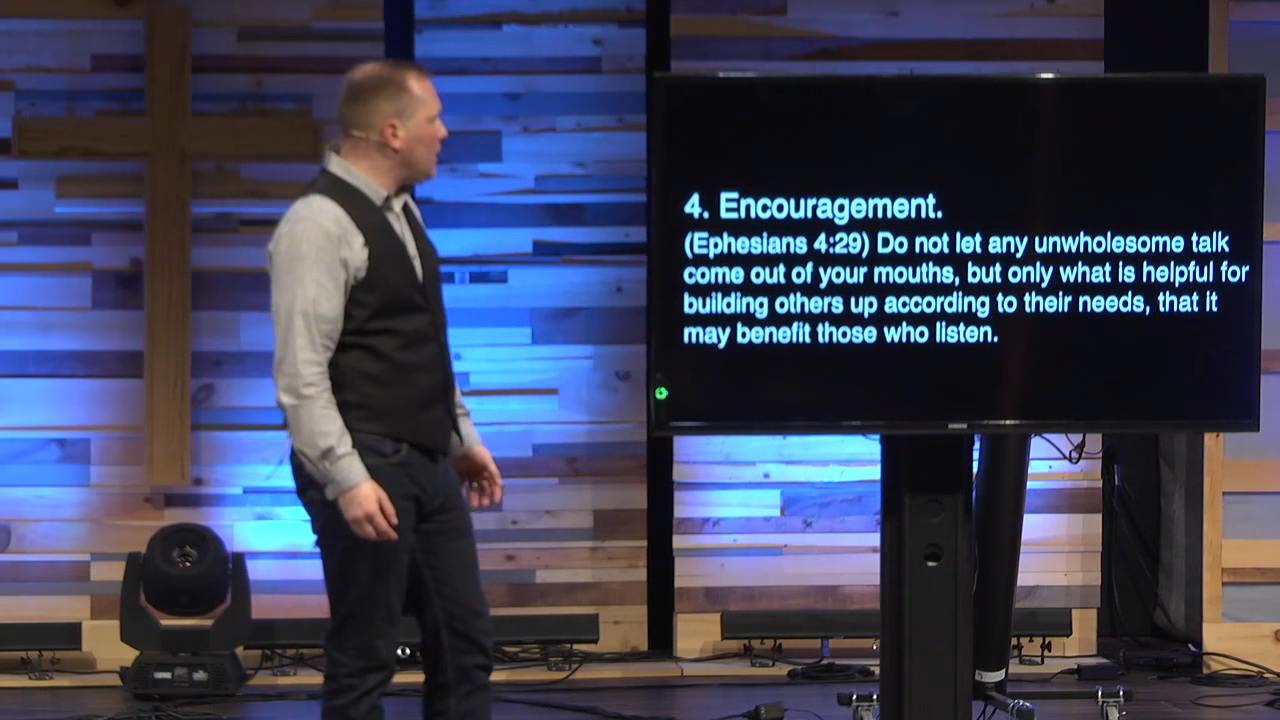 4. Encouragement.
(Ephesians 4:29) Do not let any unwholesome talk
come out of your mouths, but only what is helpful for
building others up according to their needs, that it
may benefit those who listen.